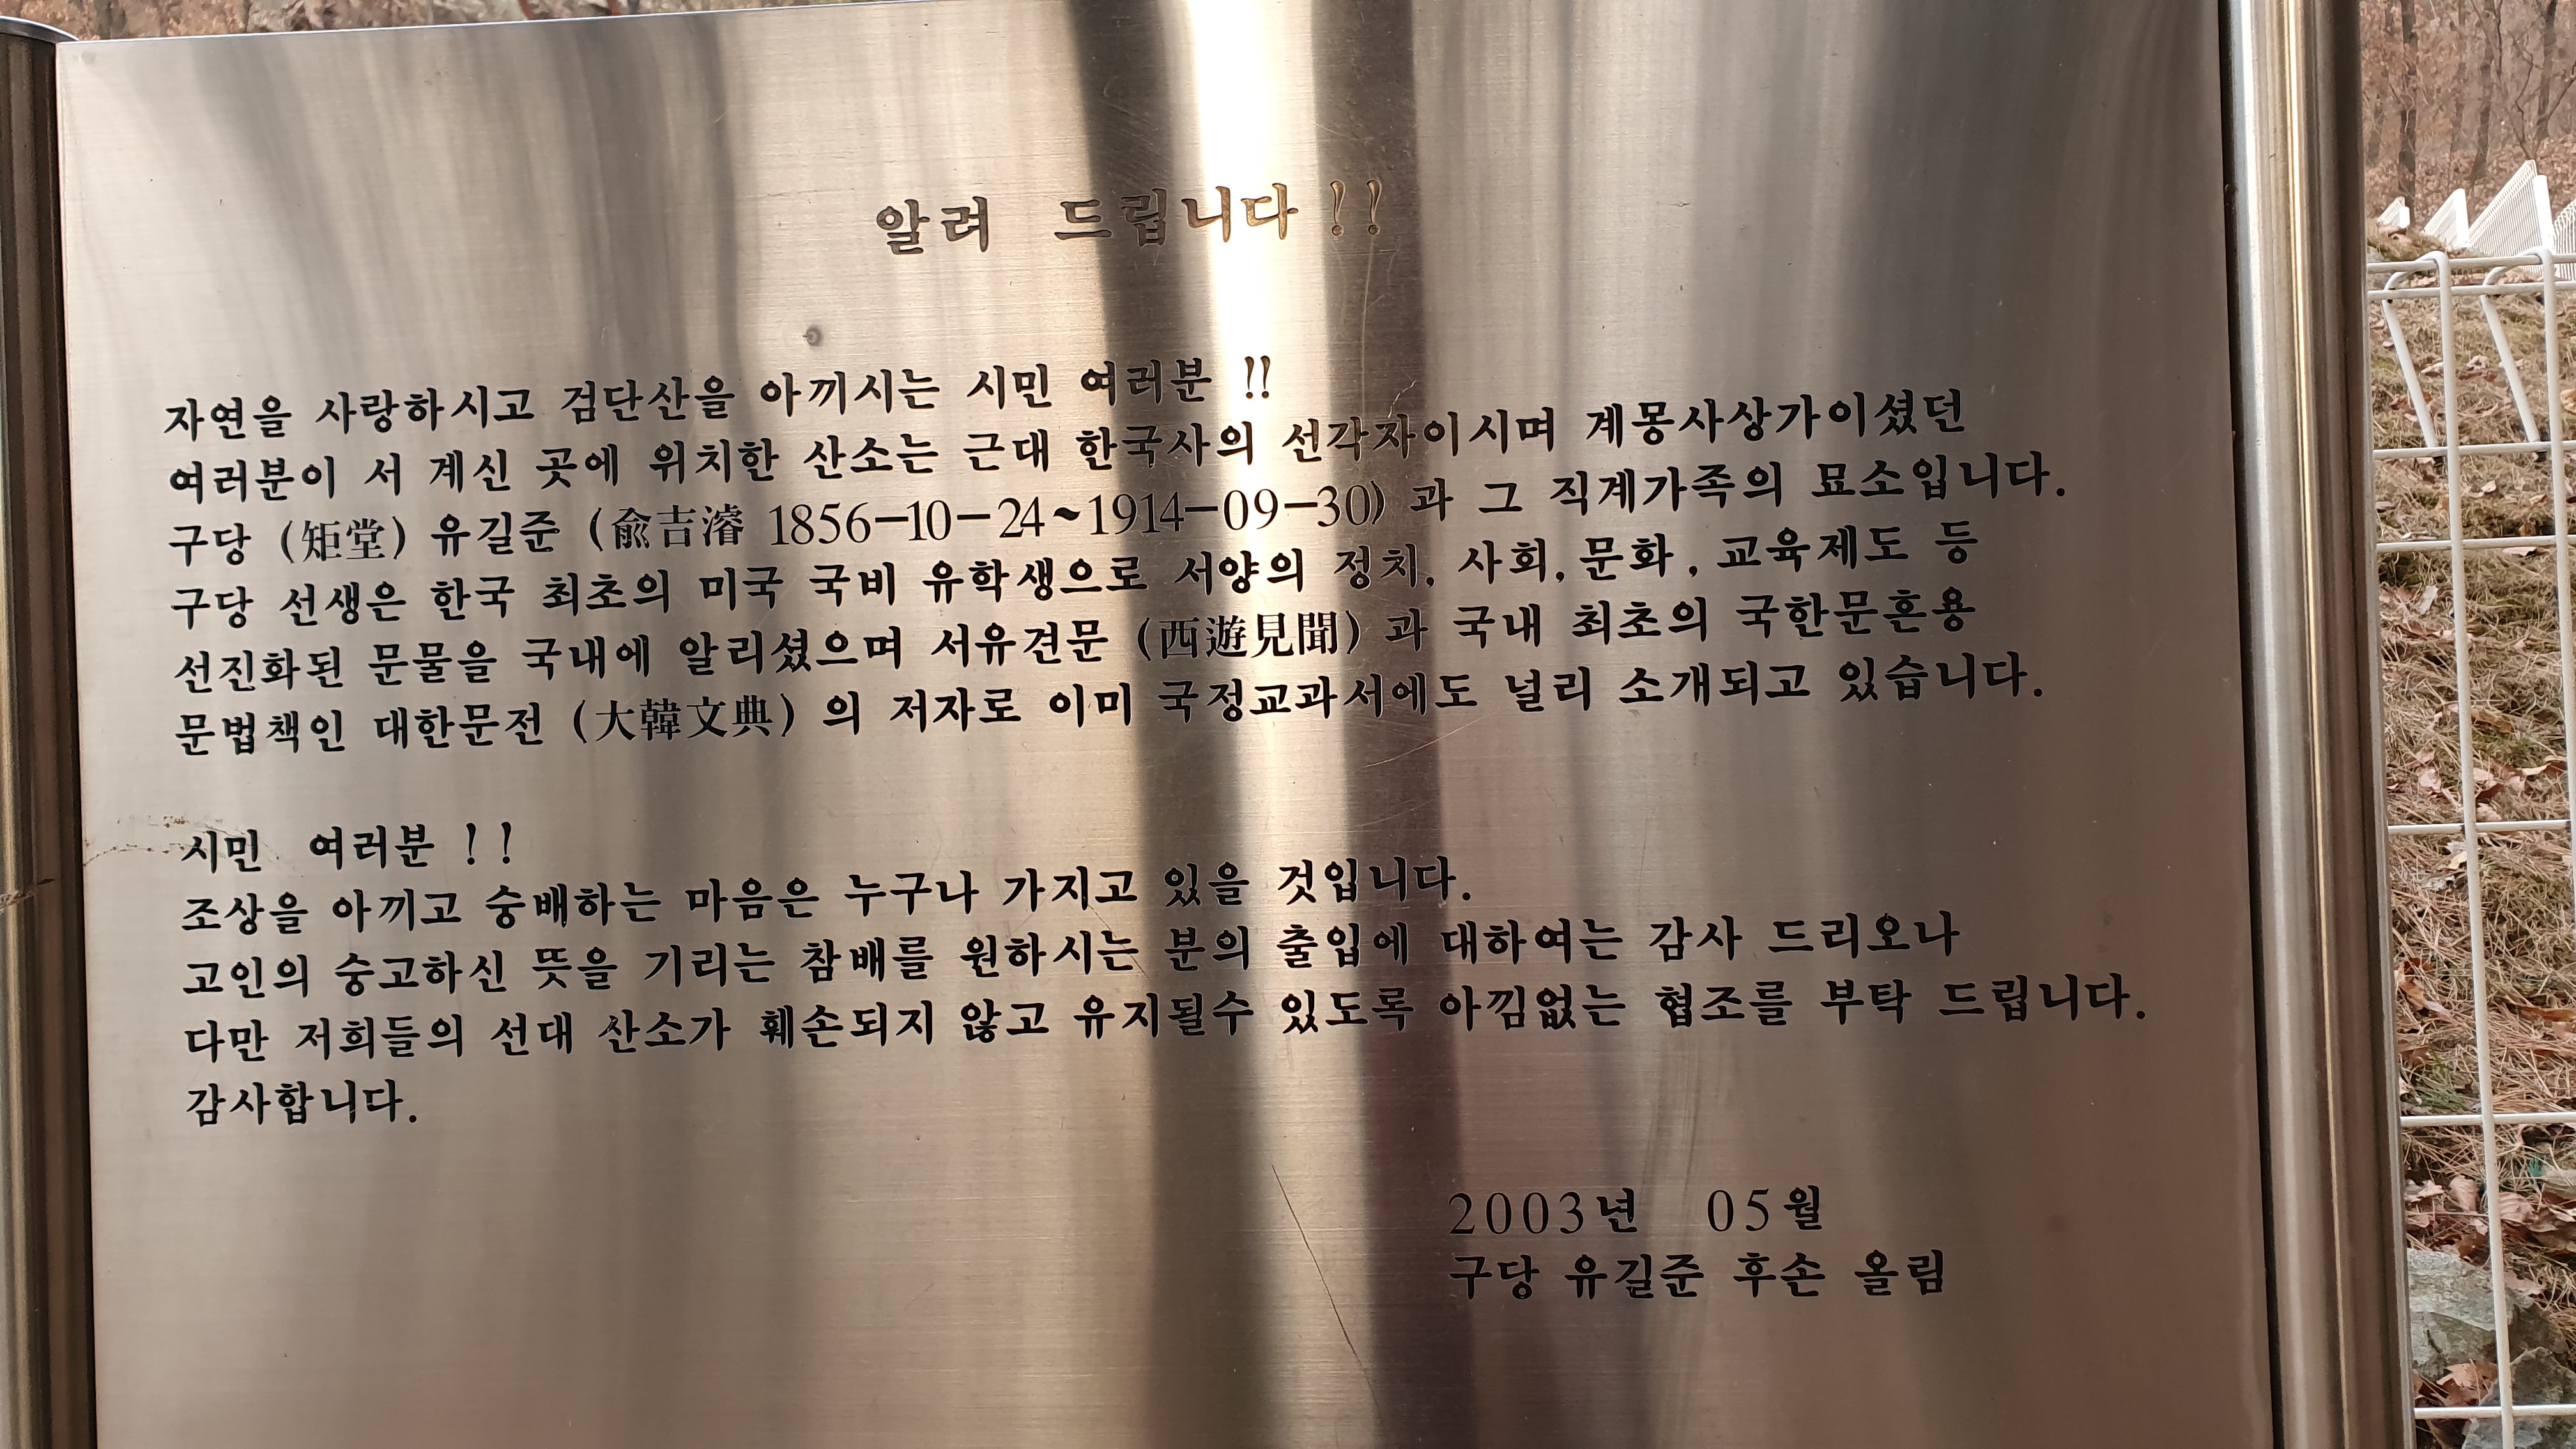 알려 드립니다!!
자연을 사랑하시고 검단산을 아끼시는 시민 여러분 !!
여러분이 서 계신 곳에 위치한 산소는 근대 한국사의 선각자이시며 계몽사상가이셨던
구당 (矩堂) 유길준 (兪吉濬 1856-10-24~1914-09-30) 과 그 직계가족의 묘소입니다.
구당 선생은 한국 최초의 미국 국비 유학생으로 서양의 정치, 사회, 문화, 교육제도 등
선진화된 문물을 국내에 알리셨으며 서유견문 (西遊見聞) 과 국내 최초의 국한문혼용
문법책인 대한문전 (大韓文典) 의 저자로 이미 국정교과서에도 널리 소개되고 있습니다.
시민 여러분 !!
조상을 아끼고 숭배하는 마음은 누구나 가지고 있을 것입니다.
고인의 숭고하신 뜻을 기리는 참배를 원하시는 분의 출입에 대하여는 감사 드리오나
다만 저희들의 선대 산소가 훼손되지 않고 유지될수 있도록 아낌없는 협조를 부탁 드립니다.
감사합니다.
2003년 05월
구당 유길준 후손 올림